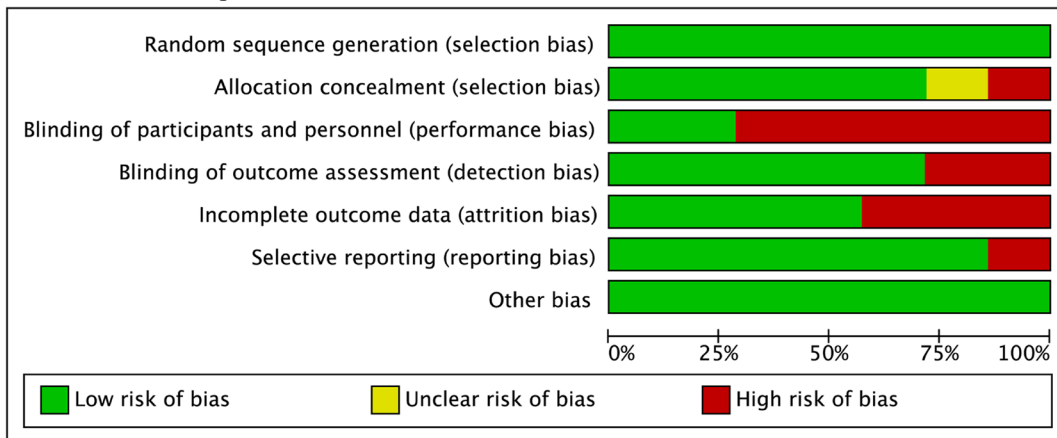 Random sequence generation (selection bias)
Allocation concealment (selection bias)
Blinding of participants and personnel (performance bias)
Blinding of outcome assessment (detection bias)
Incomplete outcome data (attrition bias)
Selective reporting (reporting bias)
Other bias
0% 25% 50% 75% 100%
Low risk of bias Unclear risk of bias High risk of bias